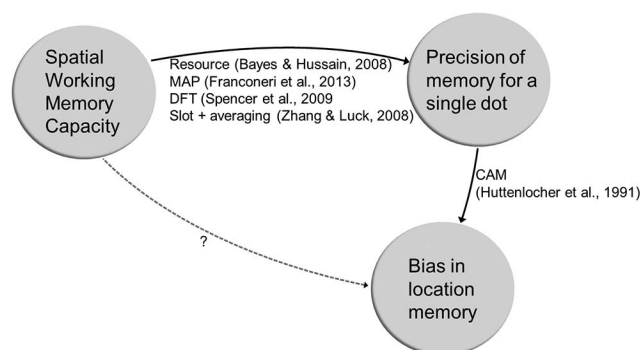 Spatial
Working
Memory
Capacity
Resource (Bayes & Hussain, 2008)
MAP (Franconeri et al., 2013)
DFT (Spencer et al., 2009
Slot + averaging (Zhang & Luck, 2008)
Precision of
memory for a
single dot
CAM
(Huttenlocher et al., 1991)
?
Bias in
location
memory